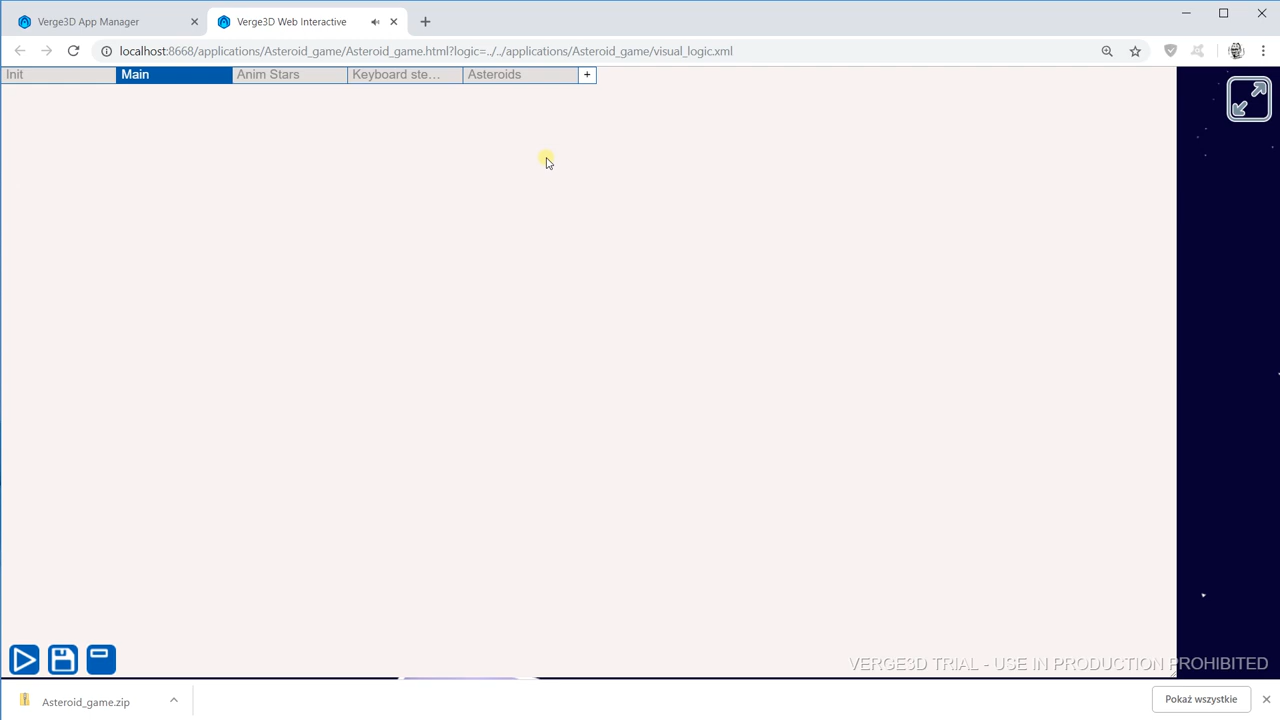 Verge3D App Manager
Verge3D Web Interactive
localhost:8668/applications/Asteroid_game/Asteroid_game.html?logic=../../applications/Asteroid_game/visual_logic.xml
Init
Main
Anim Stars
Keyboard ste...
Asteroids
+
VERGE3D TRIAL - USE IN PRODUCTION PROHIBITED
Asteroid_game.zip
Pokaż wszystkie